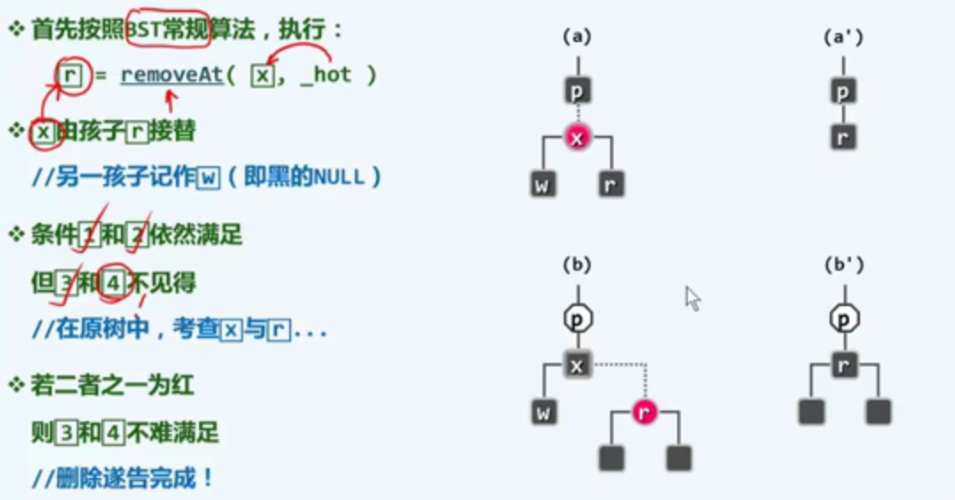 ❖ 首先按照BST常规算法，执行：
r = removeAt( x, _hot )
❖ x由孩子r接替
//另一孩子记作w（即黑的NULL）
❖ 条件1和2依然满足
但3和4不见得
//在原树中，考查x与r...
❖ 若二者之一为红
则3和4不难满足
//删除遂告完成！
(a)
p
x
w r
(a')
p
r
(b)
p
x
w r
(b')
p
r